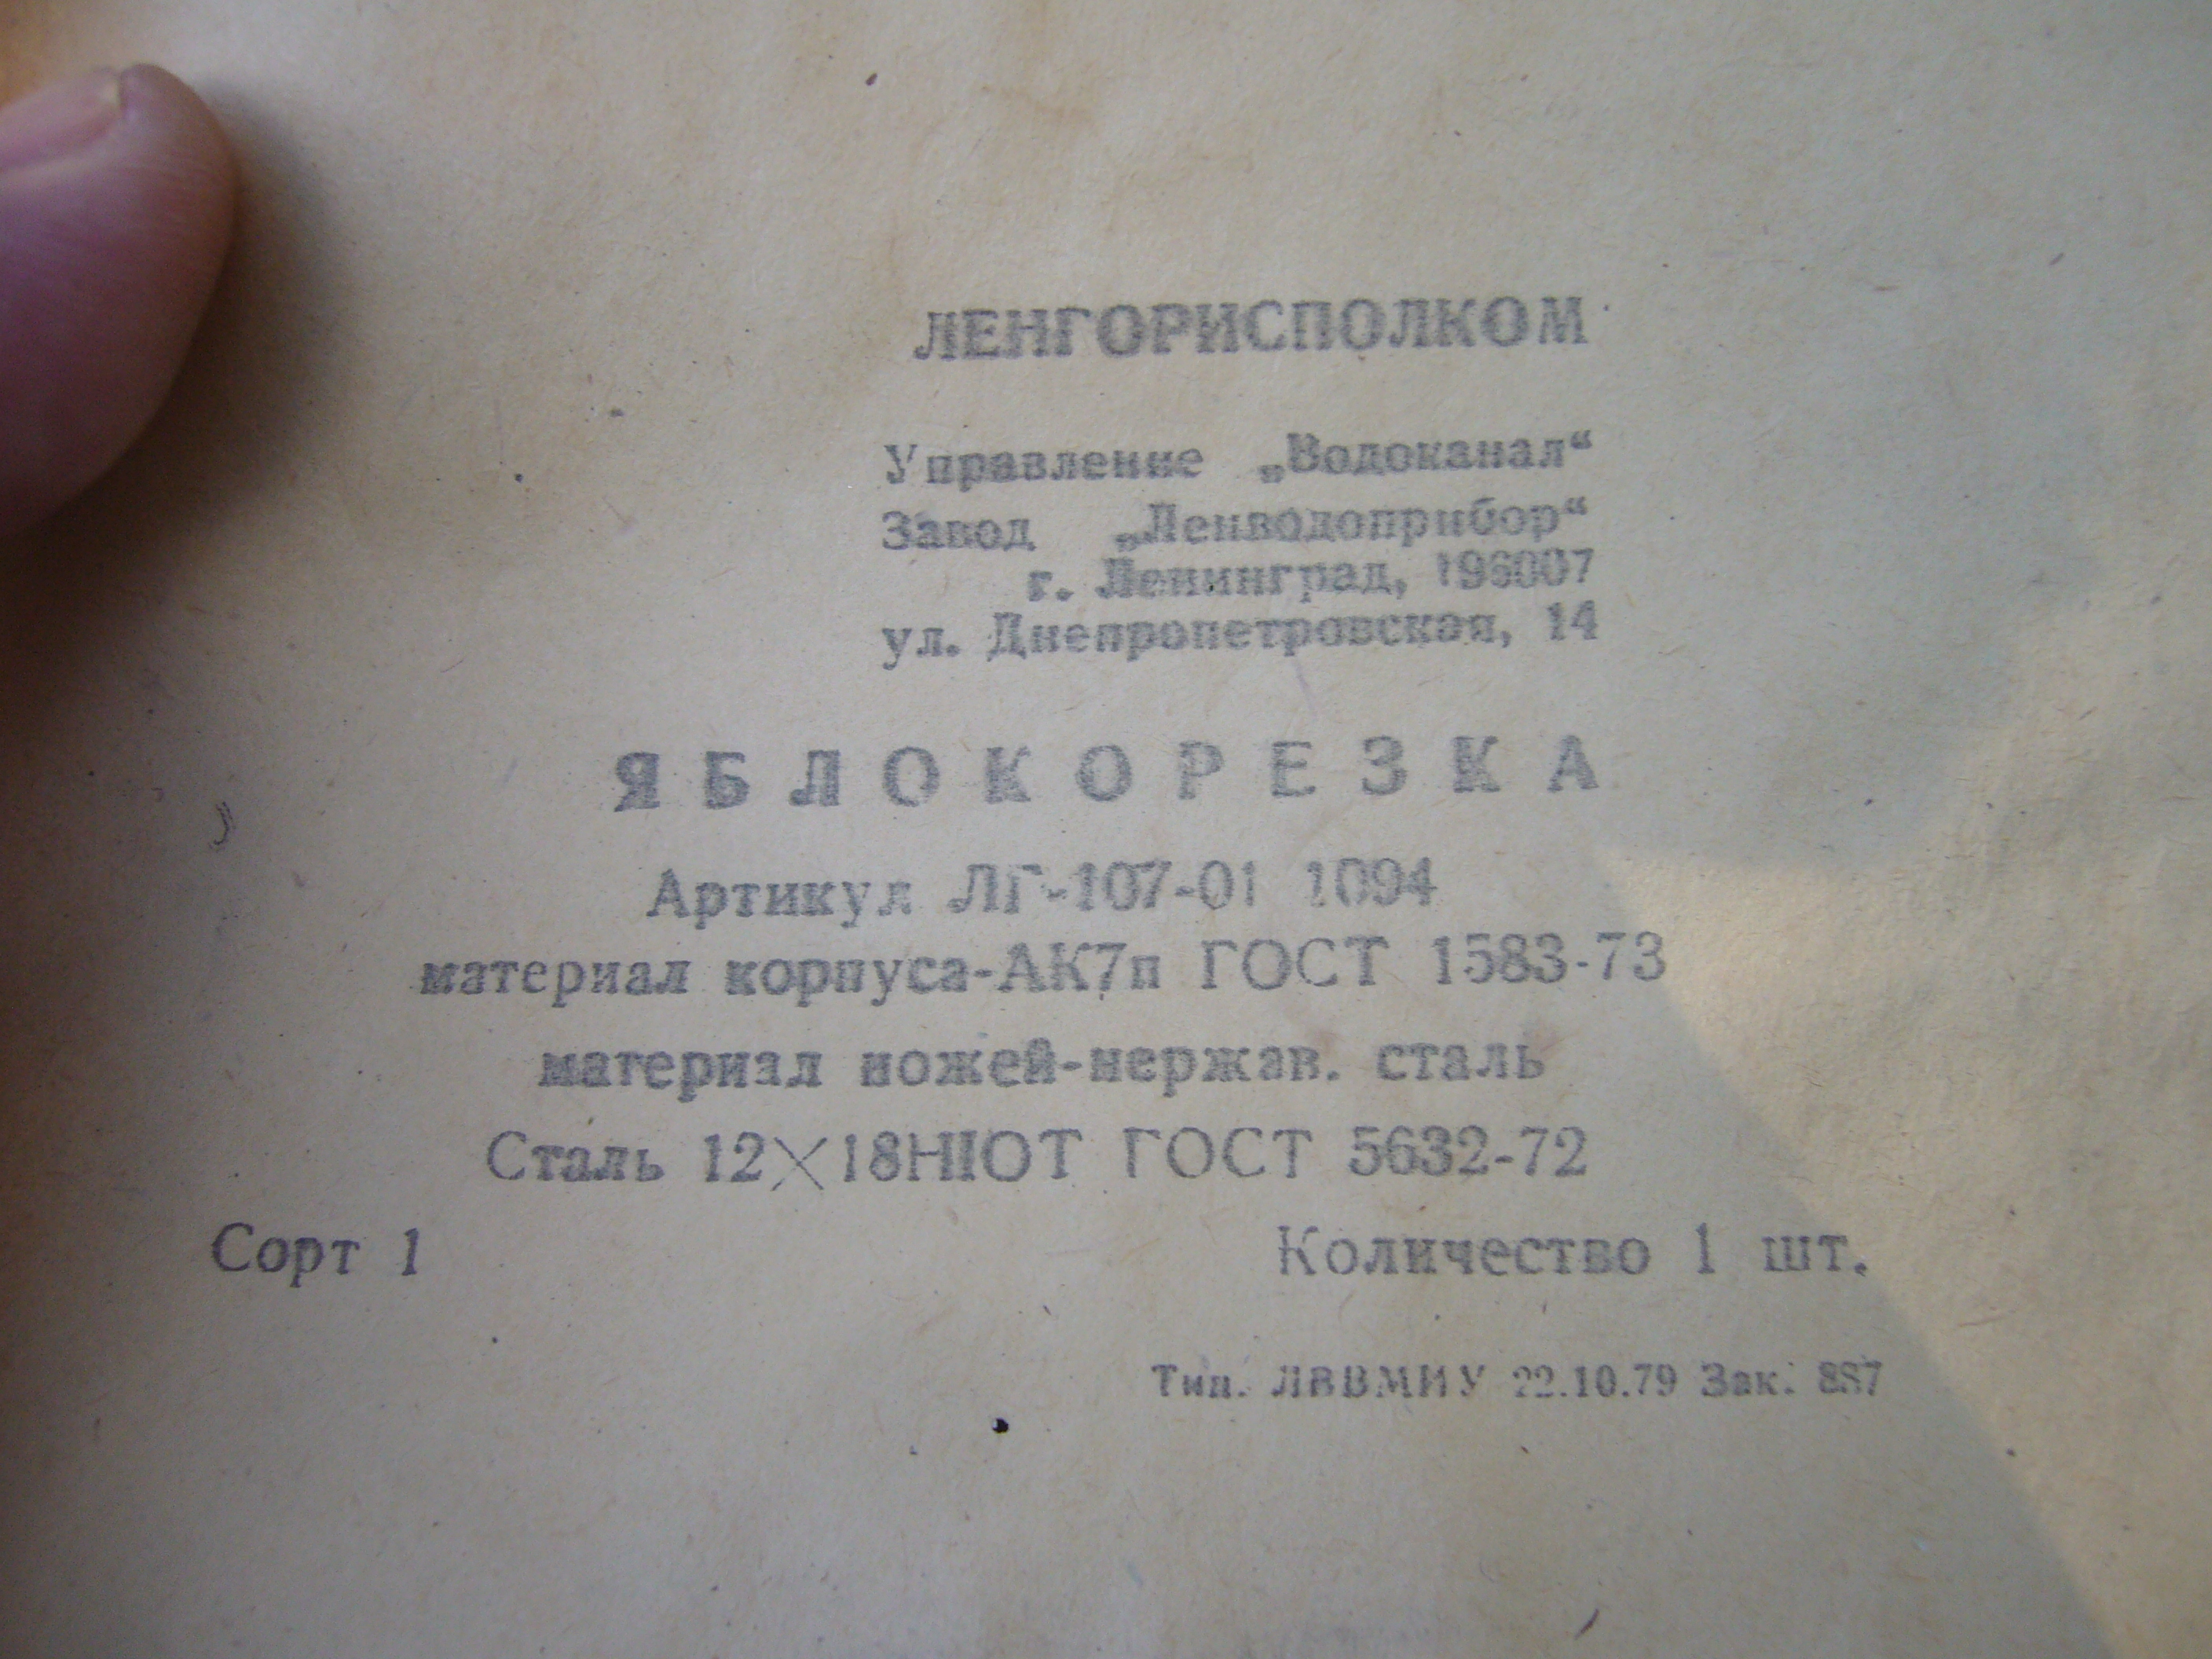 ЛЕНГОРИСПОЛКОМ
Управление „Водоканал“
Завод „Ленводоприбор“
г. Ленинград, 196007
ул. Днепропетровская, 14
ЯБЛОКОРЕЗКА
Артикул ЛГ-107-01 1094
материал корпуса-АК7п ГОСТ 1583-73
материал ножей-нержав. сталь
Сталь 12Х18Н10Т ГОСТ 5632-72
Сорт 1 Количество 1 шт.
Тип. ЛВВМИУ 22.10.79 Зак. 887